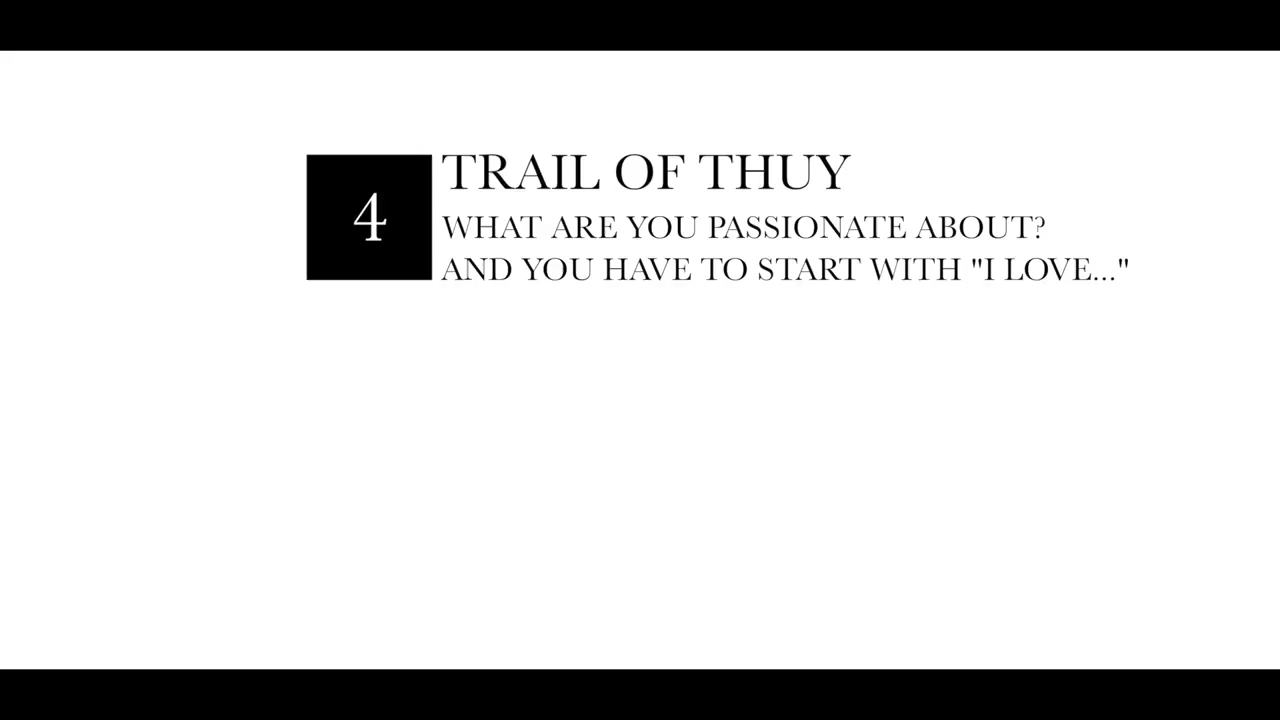 4
TRAIL OF THUY
WHAT ARE YOU PASSIONATE ABOUT?
AND YOU HAVE TO START WITH "I LOVE..."